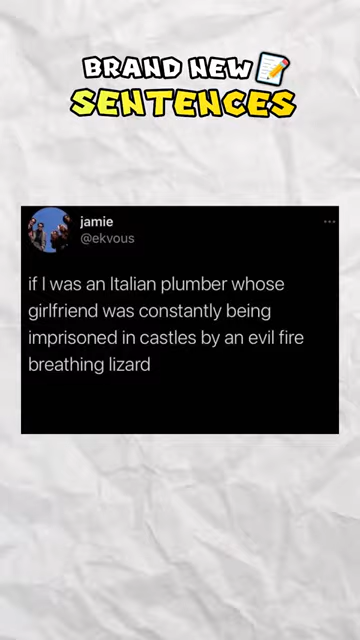 BRAND NEW📝
SENTENCES
jamie
@ekvous
if I was an Italian plumber whose
girlfriend was constantly being
imprisoned in castles by an evil fire
breathing lizard